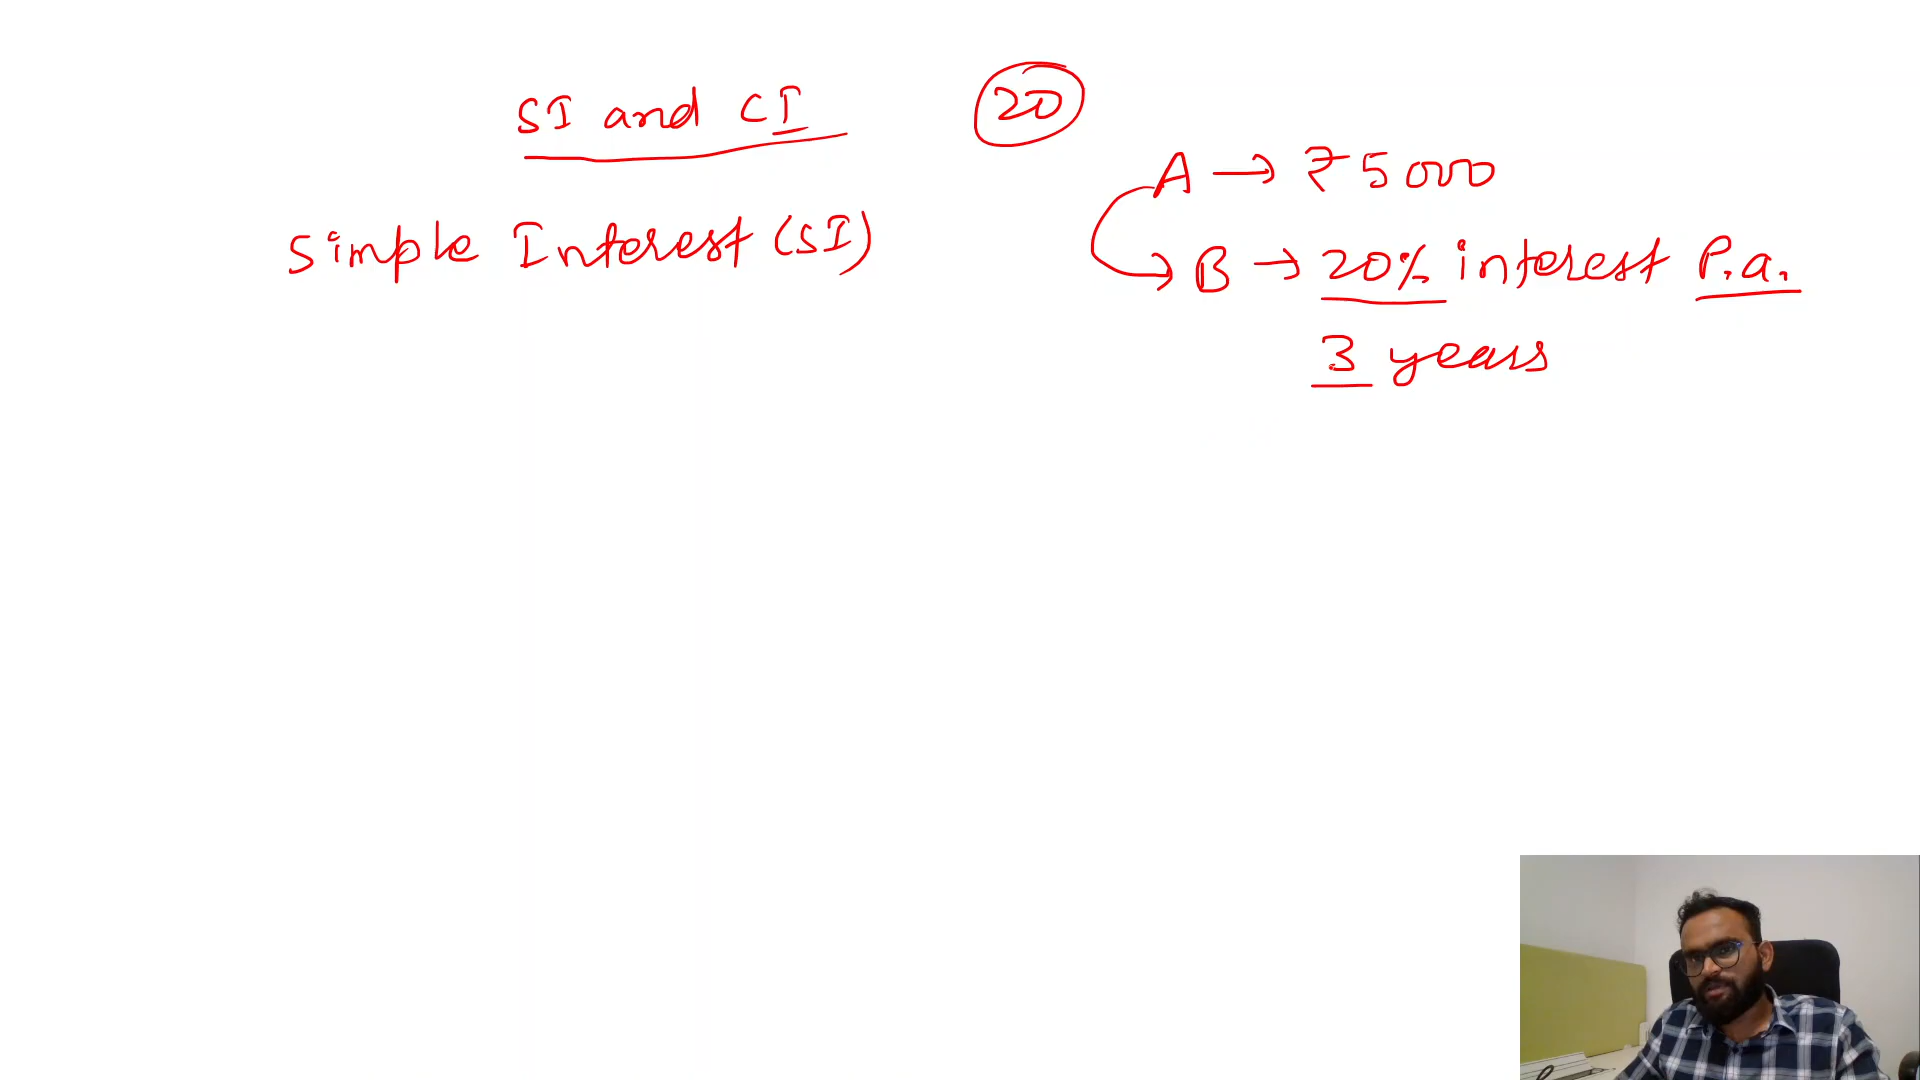 SI and CI
20
Simple Interest (SI)
A → ₹ 5000
B → 20% interest P.a.
3 years